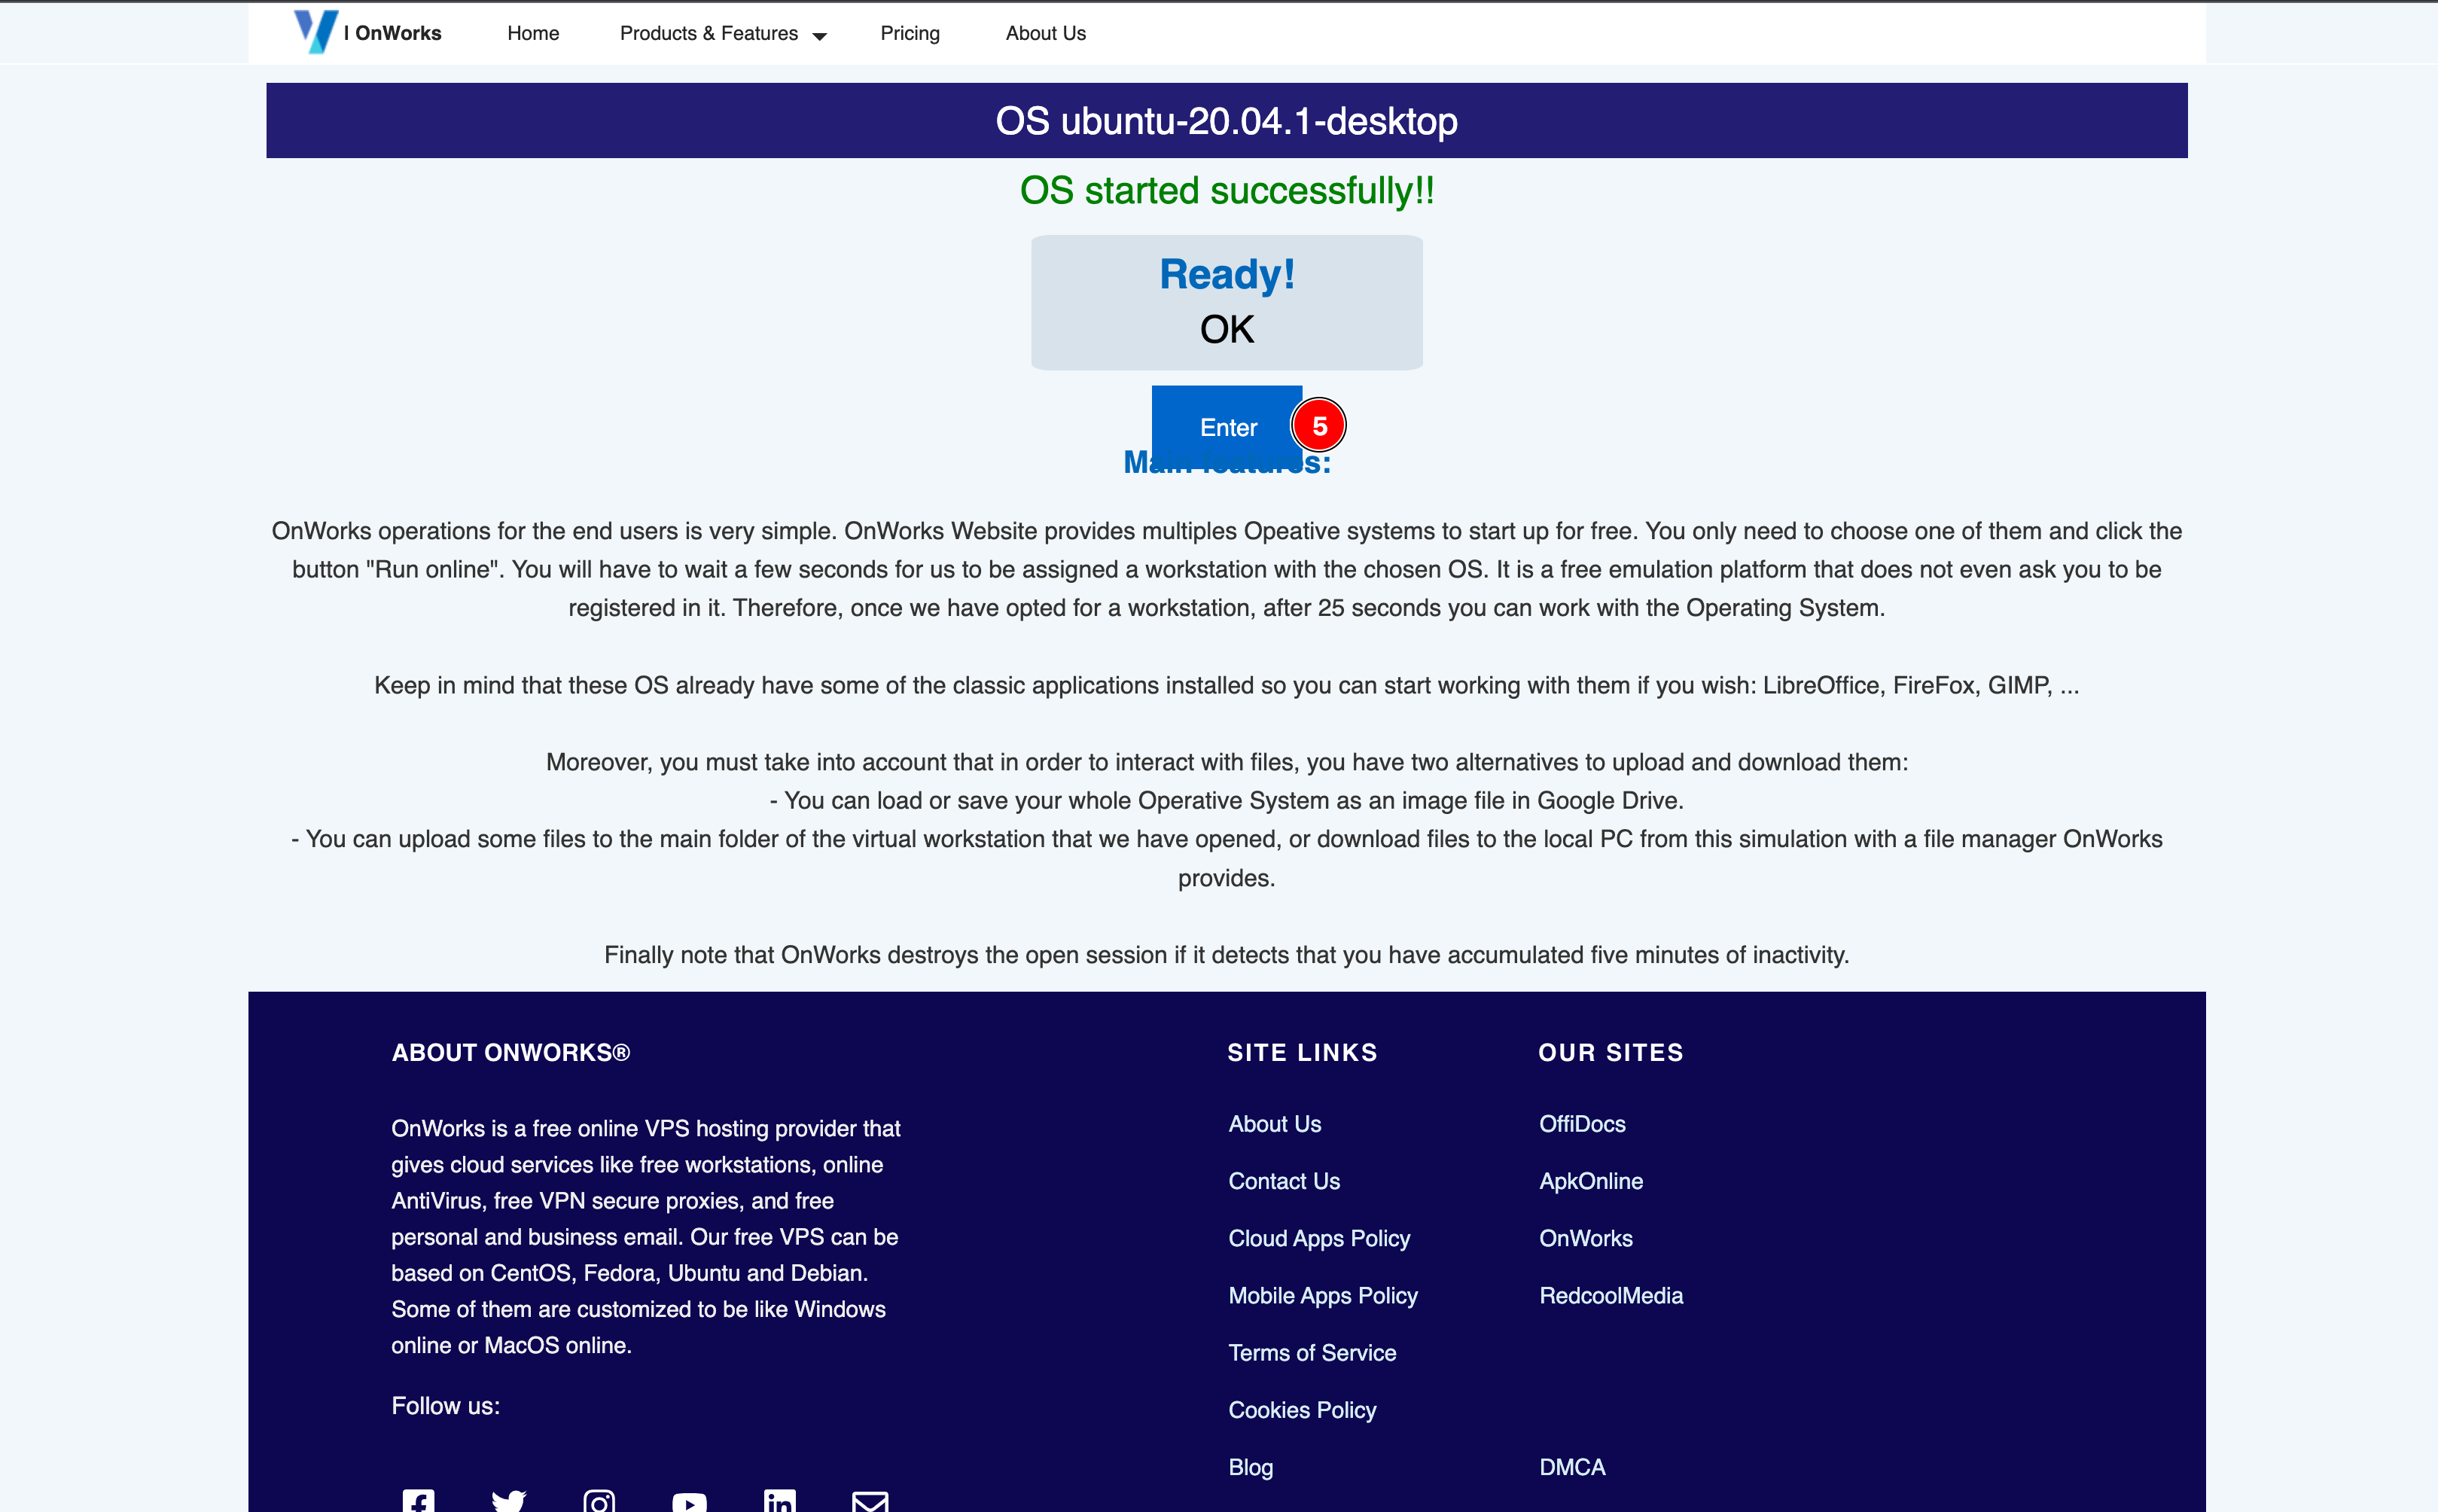 | OnWorks Home Products & Features Pricing About Us
OS ubuntu-20.04.1-desktop
OS started successfully!!
Ready!
OK
Enter 5
Main features:
OnWorks operations for the end users is very simple. OnWorks Website provides multiples Opeative systems to start up for free. You only need to choose one of them and click the
button "Run online". You will have to wait a few seconds for us to be assigned a workstation with the chosen OS. It is a free emulation platform that does not even ask you to be
registered in it. Therefore, once we have opted for a workstation, after 25 seconds you can work with the Operating System.
Keep in mind that these OS already have some of the classic applications installed so you can start working with them if you wish: LibreOffice, FireFox, GIMP, ...
Moreover, you must take into account that in order to interact with files, you have two alternatives to upload and download them:
- You can load or save your whole Operative System as an image file in Google Drive.
- You can upload some files to the main folder of the virtual workstation that we have opened, or download files to the local PC from this simulation with a file manager OnWorks
provides.
Finally note that OnWorks destroys the open session if it detects that you have accumulated five minutes of inactivity.
ABOUT ONWORKS®
OnWorks is a free online VPS hosting provider that
gives cloud services like free workstations, online
AntiVirus, free VPN secure proxies, and free
personal and business email. Our free VPS can be
based on CentOS, Fedora, Ubuntu and Debian.
Some of them are customized to be like Windows
online or MacOS online.
Follow us:
SITE LINKS
About Us
Contact Us
Cloud Apps Policy
Mobile Apps Policy
Terms of Service
Cookies Policy
Blog
OUR SITES
OffiDocs
ApkOnline
OnWorks
RedcoolMedia
DMCA